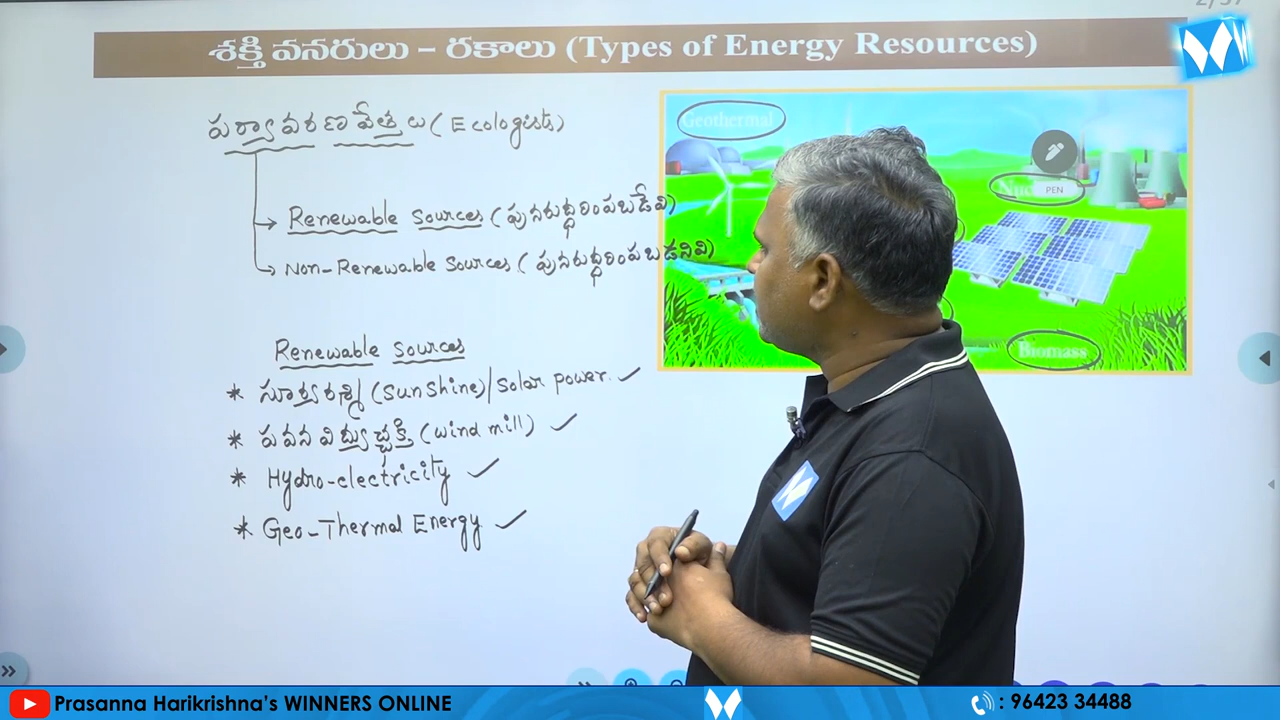 శక్తి వనరులు – రకాలు (Types of Energy Resources)
పర్యావరణ వేత్తలు (Ecologists)
Renewable Sources (పునరుద్ధరింపబడేవి)
Non-Renewable Sources (పునరుద్ధరింపబడనివి)
Renewable Sources
* సూర్యరశ్మి (Sunshine)/Solar power.
* పవన విద్యుచ్ఛక్తి (wind mill)
* Hydro-electricity
* Geo-Thermal Energy
Geothermal
PEN
Biomass
Prasanna Harikrishna's WINNERS ONLINE
: 96423 34488